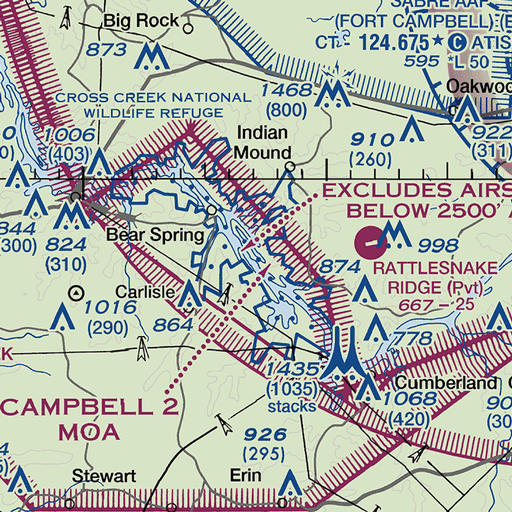 SABRE AAF
Big Rock
(FORT CAMPBELL)
CT - 124.675* C ATIS
873
595 *L 50
CROSS CREEK NATIONAL
WILDLIFE REFUGE
1468
(800)
Oakwoo
1006
(403)
Indian
Mound
910
(260)
922
(311)
EXCLUDES AIRS
BELOW 2500' A
844
(300)
824
(310)
Bear Spring
998
874
RATTLESNAKE
RIDGE (Pvt)
667 - 25
Carlisle
1016
(290)
864
778
1435
(1035)
stacks
Cumberland
1068
(420)
90
(30
CAMPBELL 2
MOA
926
(295)
Stewart
Erin